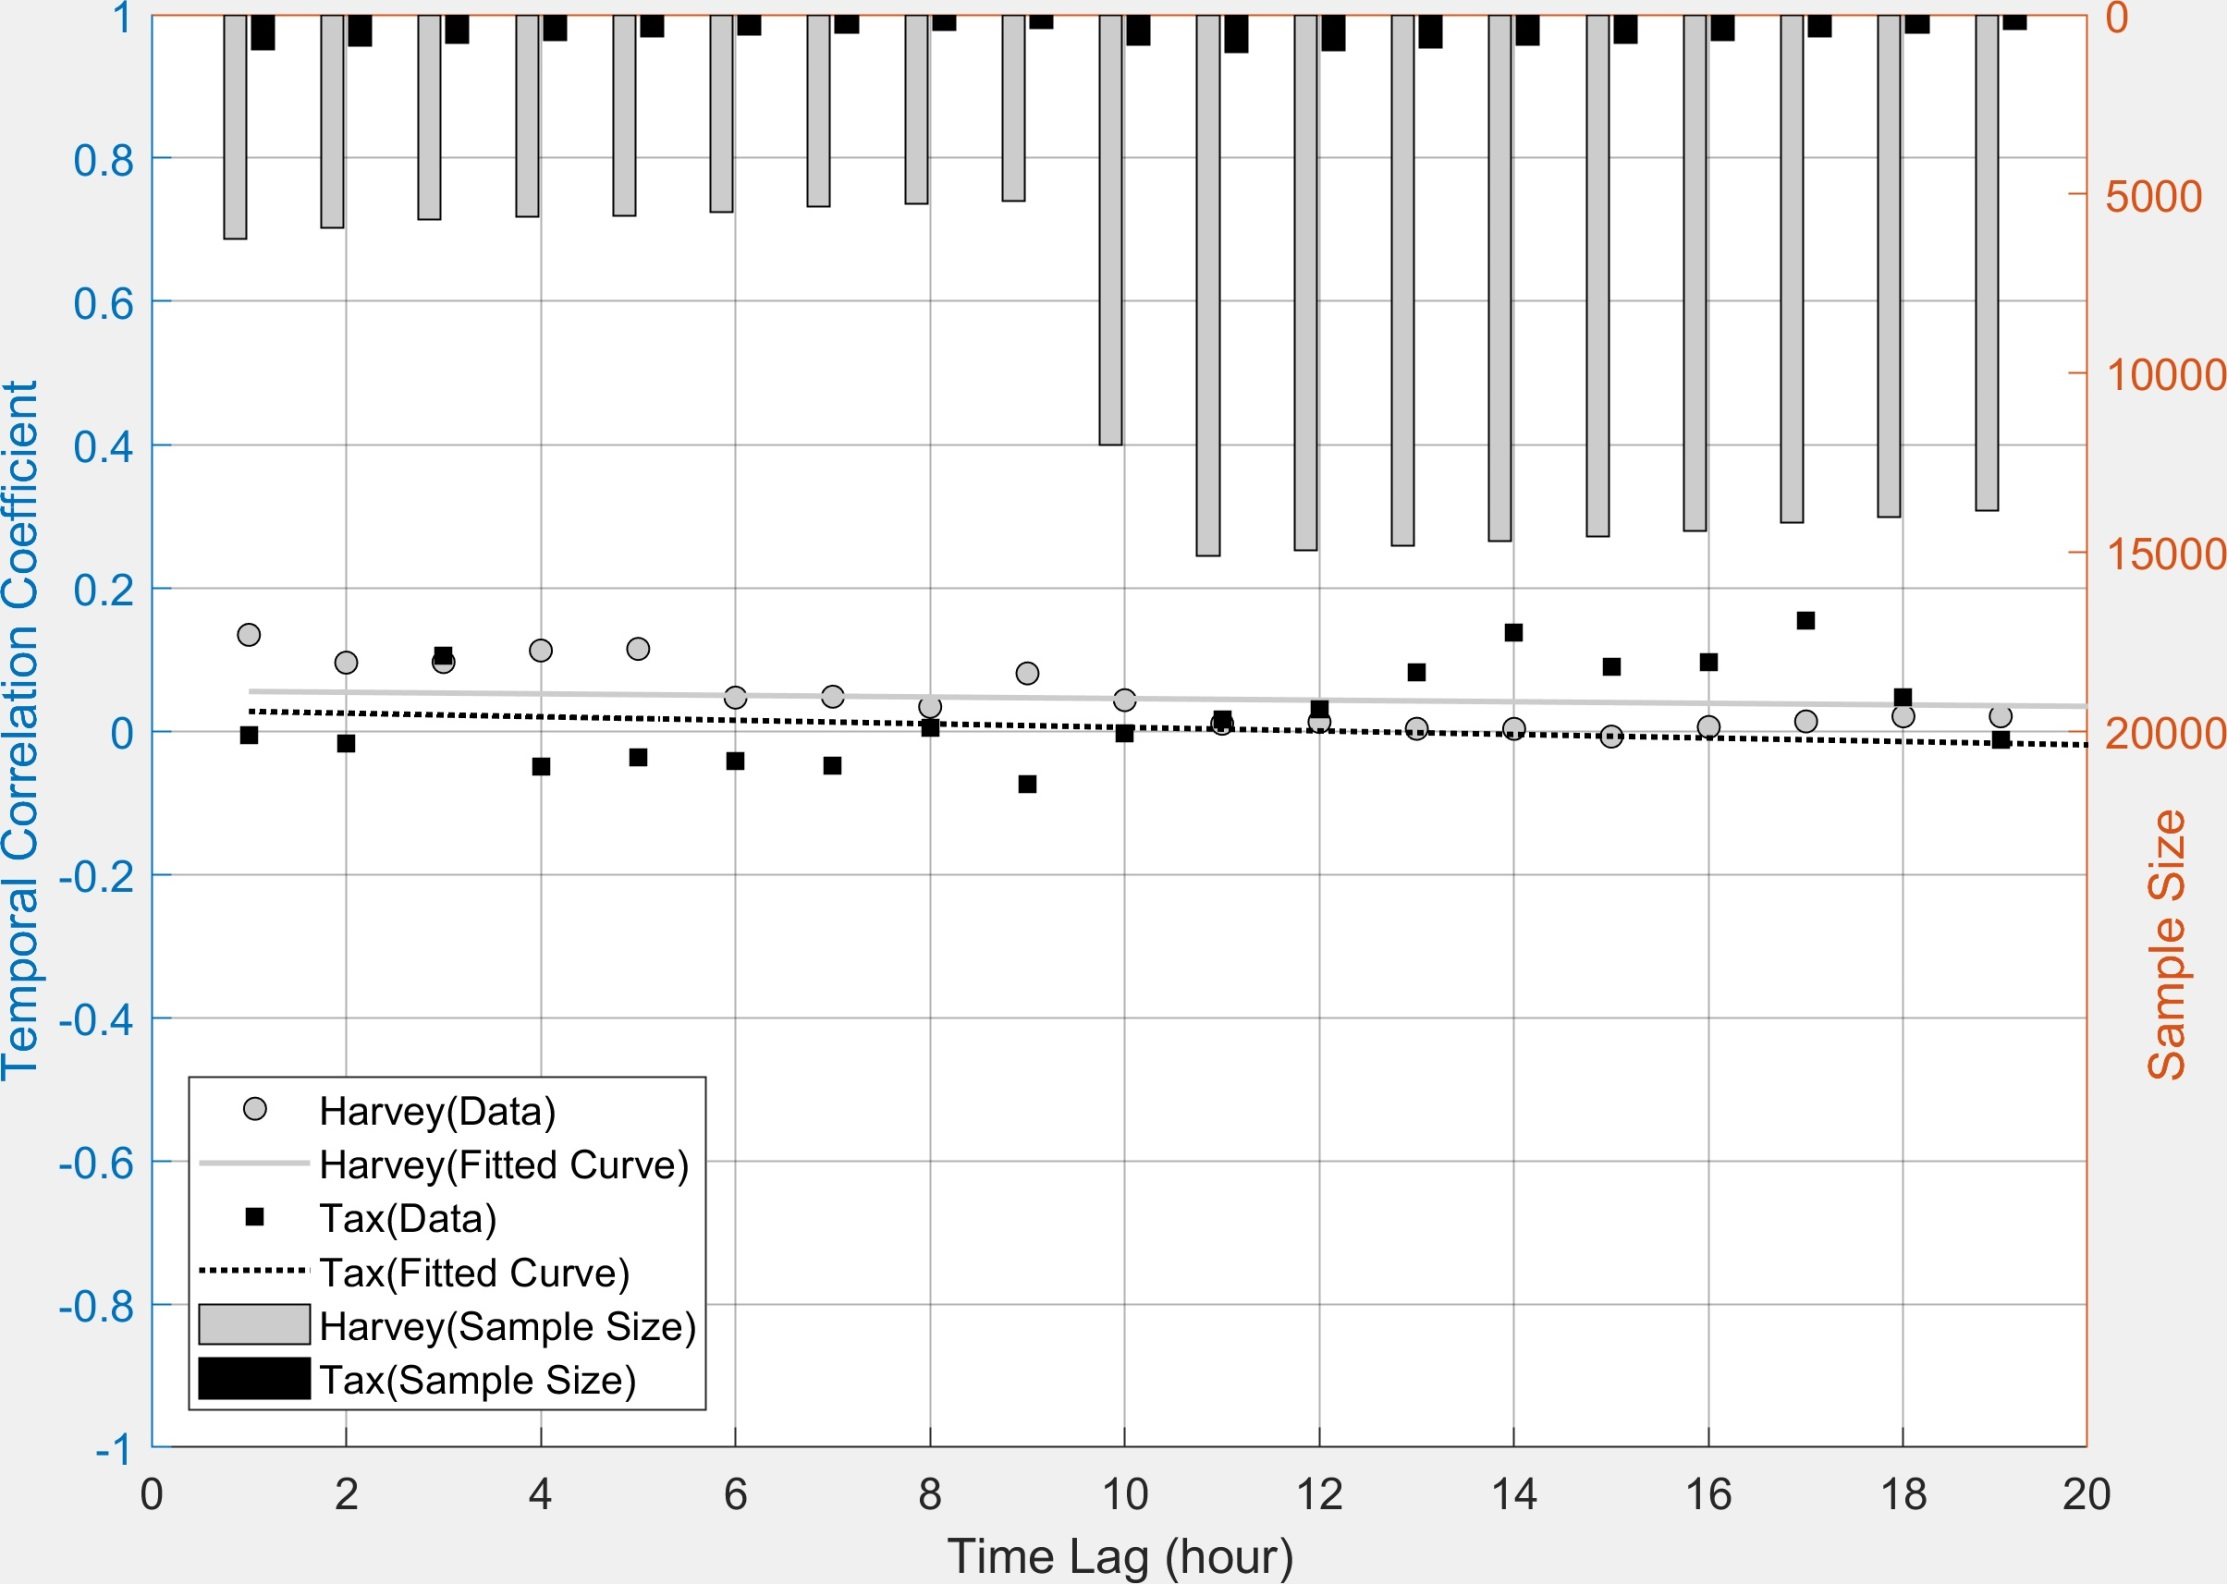 1
0.8
0.6
0.4
0.2
0
-0.2
-0.4
-0.6
-0.8
-1
Temporal Correlation Coefficient
0
5000
10000
15000
20000
Sample Size
Harvey(Data)
Harvey(Fitted Curve)
Tax(Data)
Tax(Fitted Curve)
Harvey(Sample Size)
Tax(Sample Size)
0 2 4 6 8 10 12 14 16 18 20
Time Lag (hour)